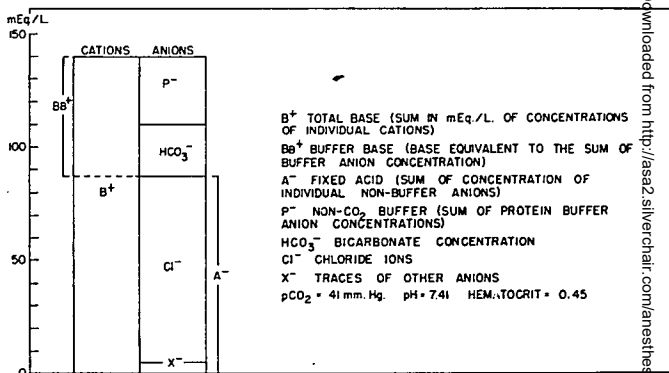 mEq/L.
150
100
50
0
CATIONS ANIONS
BB⁺
B⁺
P⁻
HCO₃⁻
Cl⁻
A⁻
X⁻
B⁺ TOTAL BASE (SUM IN mEq./L. OF CONCENTRATIONS
OF INDIVIDUAL CATIONS)
BB⁺ BUFFER BASE (BASE EQUIVALENT TO THE SUM OF
BUFFER ANION CONCENTRATION)
A⁻ FIXED ACID (SUM OF CONCENTRATION OF
INDIVIDUAL NON-BUFFER ANIONS)
P⁻ NON-CO₂ BUFFER (SUM OF PROTEIN BUFFER
ANION CONCENTRATIONS)
HCO₃⁻ BICARBONATE CONCENTRATION
Cl⁻ CHLORIDE IONS
X⁻ TRACES OF OTHER ANIONS
pCO₂ = 41 mm. Hg. pH = 7.41 HEMATOCRIT = 0.45
ownloaded from http://asa2.silverchair.com/anesthes